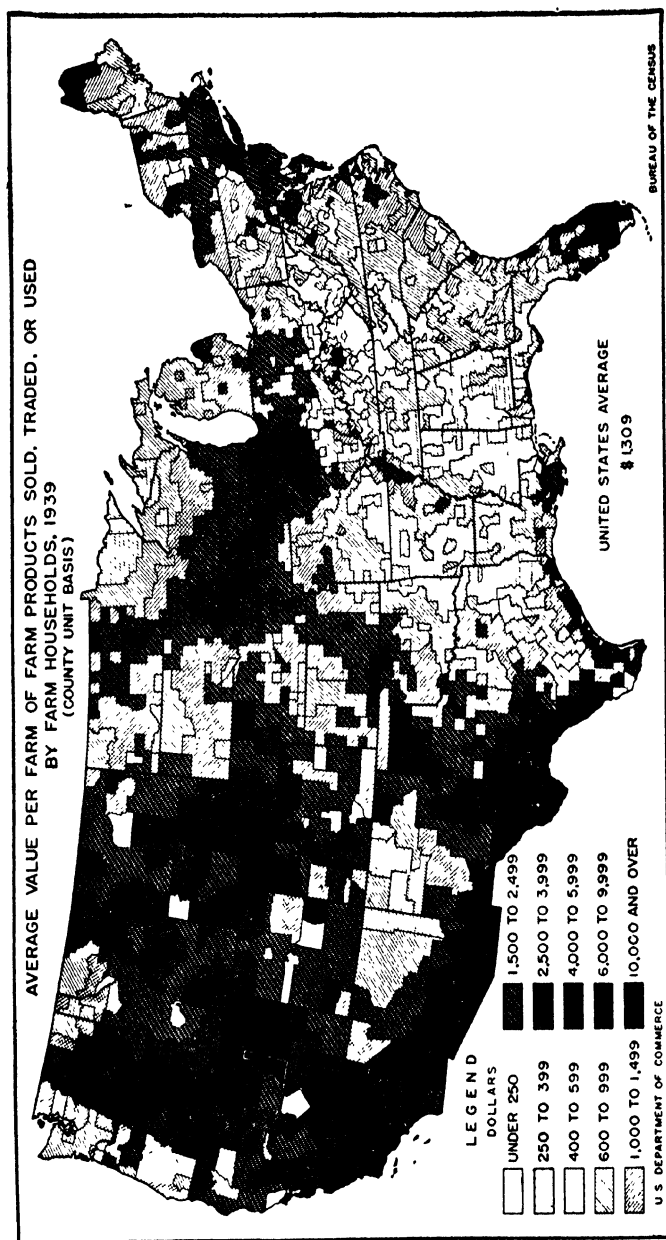 AVERAGE VALUE PER FARM OF FARM PRODUCTS SOLD, TRADED, OR USED
BY FARM HOUSEHOLDS, 1939
(COUNTY UNIT BASIS)
UNITED STATES AVERAGE
$1309
LEGEND
DOLLARS
UNDER 250
250 TO 399
400 TO 599
600 TO 999
1,000 TO 1,499
1,500 TO 2,499
2,500 TO 3,999
4,000 TO 5,999
6,000 TO 9,999
10,000 AND OVER
U S DEPARTMENT OF COMMERCE
BUREAU OF THE CENSUS